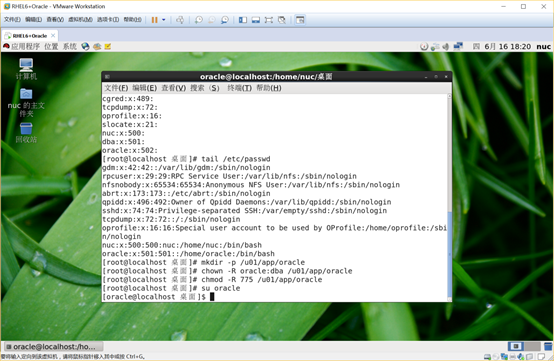 RHEL6+Oracle - VMware Workstation
文件(F) 编辑(E) 查看(V) 虚拟机(M) 选项卡(T) 帮助(H)
RHEL6+Oracle
应用程序 位置 系统
四 6月16 18:20 nuc
计算机
nuc 的主文件夹
回收站
oracle@localhost:/home/nuc/桌面
文件(F) 编辑(E) 查看(V) 搜索 (S) 终端(T) 帮助(H)
cgred:x:489:
tcpdump:x:72:
oprofile:x:16:
slocate:x:21:
nuc:x:500:
dba:x:501:
oracle:x:502:
[root@localhost 桌面]# tail /etc/passwd
gdm:x:42:42::/var/lib/gdm:/sbin/nologin
rpcuser:x:29:29:RPC Service User:/var/lib/nfs:/sbin/nologin
nfsnobody:x:65534:65534:Anonymous NFS User:/var/lib/nfs:/sbin/nologin
abrt:x:173:173::/etc/abrt:/sbin/nologin
qpidd:x:496:492:Owner of Qpidd Daemons:/var/lib/qpidd:/sbin/nologin
sshd:x:74:74:Privilege-separated SSH:/var/empty/sshd:/sbin/nologin
tcpdump:x:72:72::/:/sbin/nologin
oprofile:x:16:16:Special user account to be used by OProfile:/home/oprofile:/sbi
n/nologin
nuc:x:500:500:nuc:/home/nuc:/bin/bash
oracle:x:501:501::/home/oracle:/bin/bash
[root@localhost 桌面]# mkdir -p /u01/app/oracle
[root@localhost 桌面]# chown -R oracle:dba /u01/app/oracle
[root@localhost 桌面]# chmod -R 775 /u01/app/oracle
[root@localhost 桌面]# su oracle
[oracle@localhost 桌面]$
oracle@localhost:/ho...
要将输入定向到该虚拟机，请将鼠标指针移入其中或按 Ctrl+G。